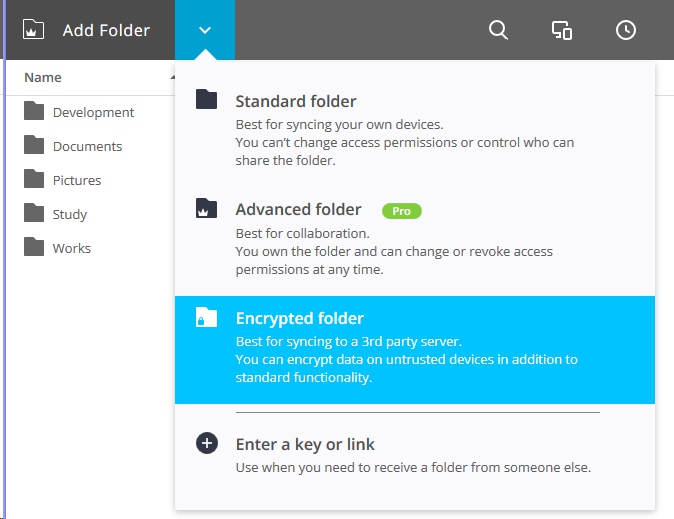 Add Folder
Name
Development
Documents
Pictures
Study
Works
Standard folder
Best for syncing your own devices.
You can’t change access permissions or control who can
share the folder.
Advanced folder Pro
Best for collaboration.
You own the folder and can change or revoke access
permissions at any time.
Encrypted folder
Best for syncing to a 3rd party server.
You can encrypt data on untrusted devices in addition to
standard functionality.
Enter a key or link
Use when you need to receive a folder from someone else.